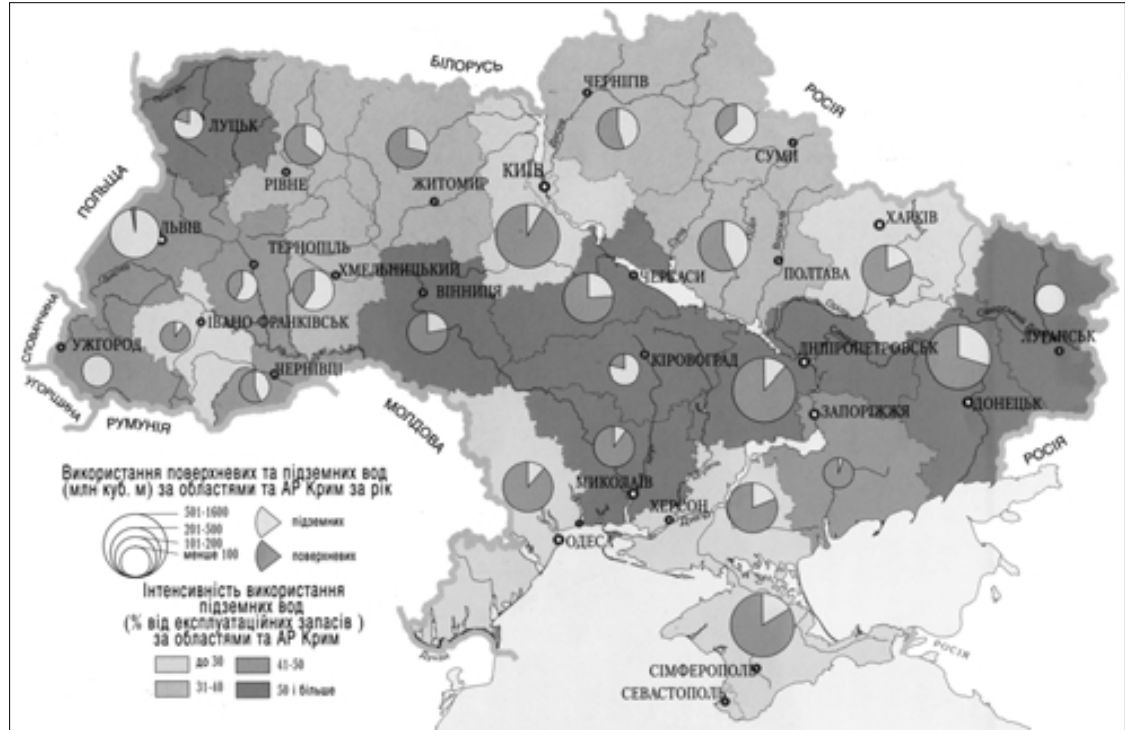 БІЛОРУСЬ
РОСІЯ
ЧЕРНІГІВ
СУМИ
ЛУЦЬК
РІВНЕ
ЖИТОМИР
КИЇВ
ПОЛЬЩА
ХАРКІВ
ЛЬВІВ
ТЕРНОПІЛЬ
ХМЕЛЬНИЦЬКИЙ
ПОЛТАВА
ЧЕРКАСИ
ВІННИЦЯ
СЛОВАЧЧИНА
ІВАНО-ФРАНКІВСЬК
ЛУГАНСЬК
УЖГОРОД
КІРОВОГРАД
ДНІПРОПЕТРОВСЬК
ЧЕРНІВЦІ
УГОРЩИНА
РУМУНІЯ
МОЛДОВА
ЗАПОРІЖЖЯ
ДОНЕЦЬК
РОСІЯ
МИКОЛАЇВ
ХЕРСОН
Дніпро
ОДЕСА
Дунай
РОСІЯ
СІМФЕРОПОЛЬ
СЕВАСТОПОЛЬ
Використання поверхневих та підземних вод
(млн куб. м) за областями та АР Крим за рік
501-1600
201-500
101-200
менше 100
підземних
поверхневих
Інтенсивність використання
підземних вод
(% від експлуатаційних запасів )
за областями та АР Крим
до 30
41-50
31-40
50 і більше